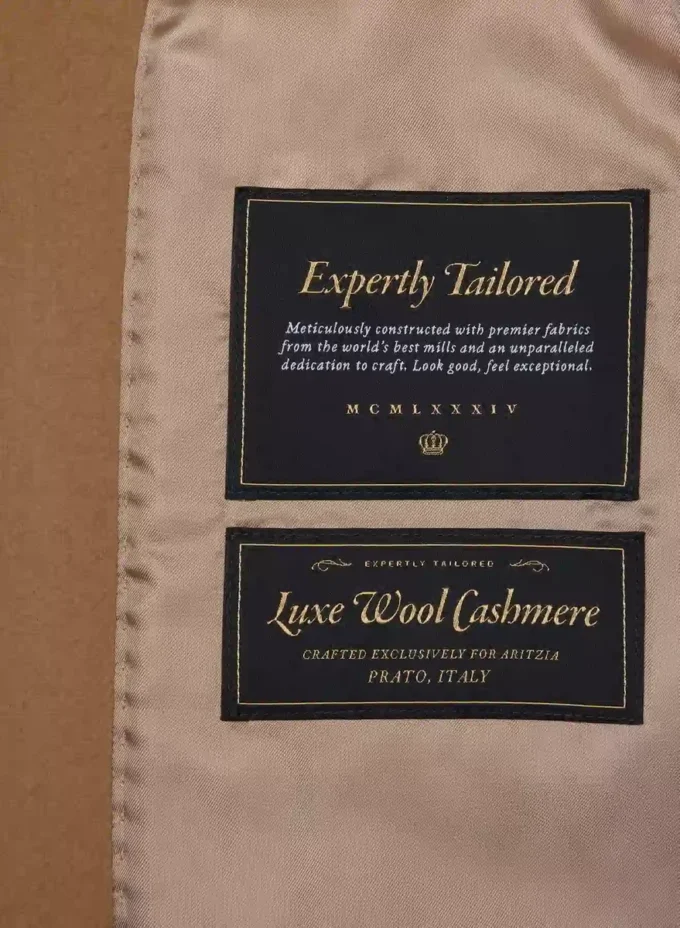 Expertly Tailored
Meticulously constructed with premier fabrics
from the world's best mills and an unparalleled
dedication to craft. Look good, feel exceptional.
MCMLXXXIV
EXPERTLY TAILORED
Luxe Wool Cashmere
CRAFTED EXCLUSIVELY FOR ARITZIA
PRATO, ITALY